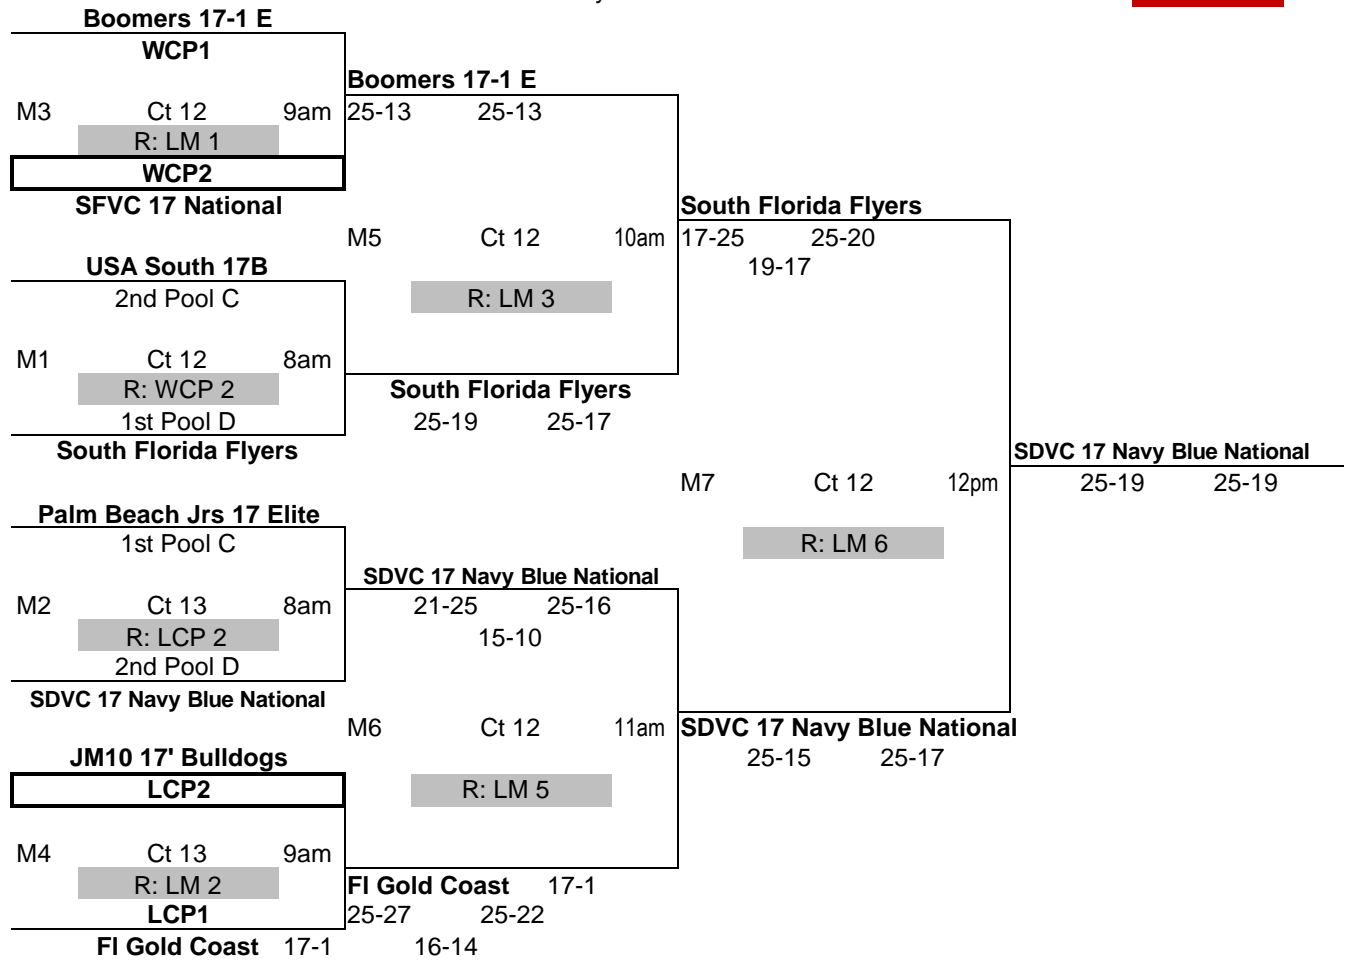 Boomers 17-1 E
WCP1
Boomers 17-1 E
M3 Ct 12 9am 25-13 25-13
R: LM 1
WCP2
SFVC 17 National South Florida Flyers
M5 Ct 12 10am 17-25 25-20
USA South 17B 19-17
2nd Pool C R: LM 3
M1 Ct 12 8am
R: WCP 2 South Florida Flyers
1st Pool D 25-19 25-17
South Florida Flyers SDVC 17 Navy Blue National
M7 Ct 12 12pm 25-19 25-19
Palm Beach Jrs 17 Elite
1st Pool C R: LM 6
SDVC 17 Navy Blue National
M2 Ct 13 8am 21-25 25-16
R: LCP 2 15-10
2nd Pool D
SDVC 17 Navy Blue National
M6 Ct 12 11am SDVC 17 Navy Blue National
JM10 17' Bulldogs 25-15 25-17
LCP2 R: LM 5
M4 Ct 13 9am
R: LM 2 Fl Gold Coast 17-1
LCP1 25-27 25-22
Fl Gold Coast 17-1 16-14